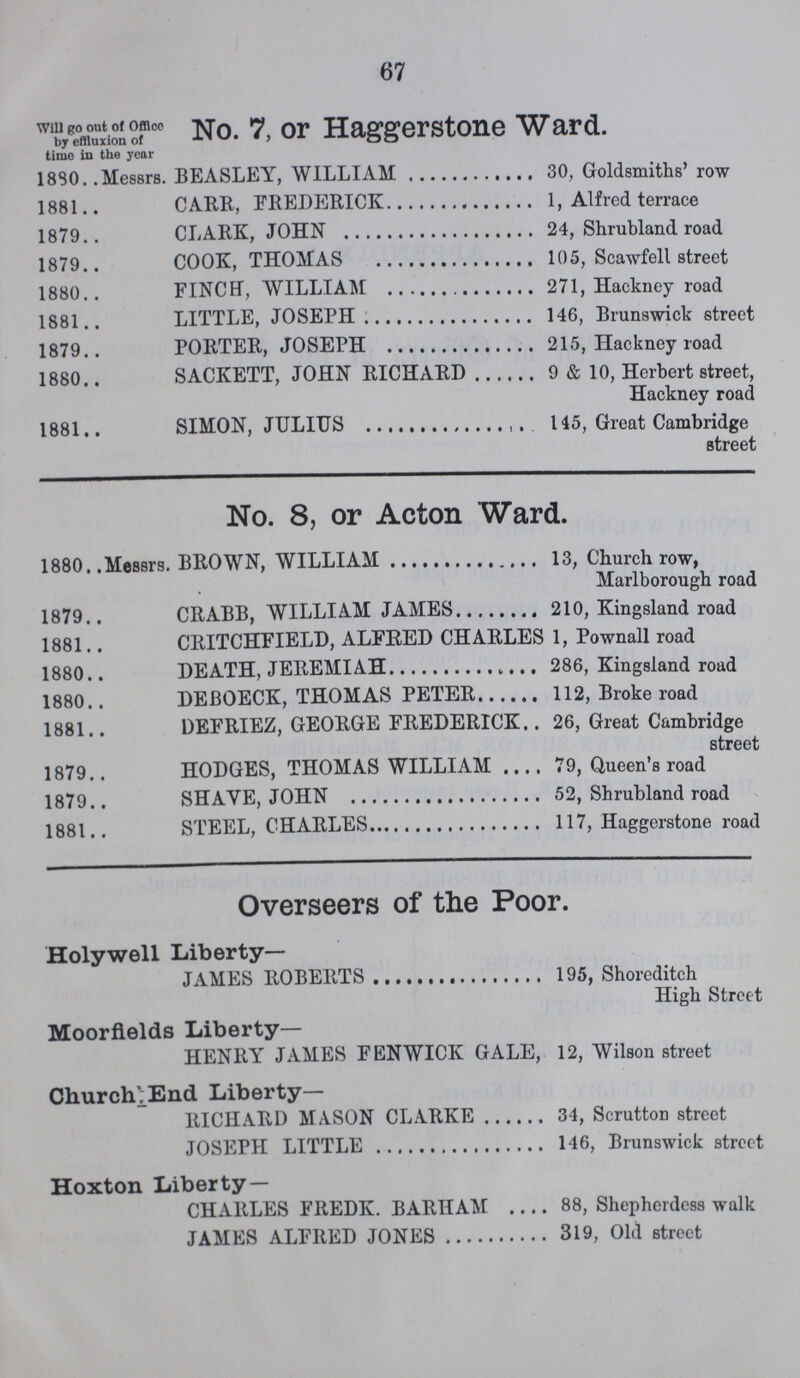 67
Will go out of Office
by effluxion of
time in the year
No. 7, or Haggerstone Ward.
1880..Messrs. BEASLEY, WILLIAM ............ 30, Goldsmiths' row
1881.. CARR, FREDERICK.............. 1, Alfred terrace
1879.. CLARK, JOHN .................. 24, Shrubland road
1879.. COOK, THOMAS ............... 105, Scawfell street
1880.. FINCH, WILLIAM .............. 271, Hackney road
1881.. LITTLE, JOSEPH ................ 146, Brunswick street
1879.. PORTER, JOSEPH .............. 215, Hackney road
1880.. SACKETT, JOHN RICHARD ...... 9 & 10, Herbert street,
Hackney road
1881.. SIMON, JULIUS ................ 145, Great Cambridge
street
No. 8, or Acton Ward.
1880..Messrs. BROWN, WILLIAM .............. 13, Church row,
Marlborough road
1879.. CRABB, WILLIAM JAMES........ 210, Kingsland road
1881.. CRITCHFIELD, ALFRED CHARLES 1, Pownall road
1880.. DEATH, JEREMIAH.............. 286, Kingsland road
1880.. DEBOECK, THOMAS PETER...... 112, Broke road
1881.. DEFRIEZ, GEORGE FREDERICK.. 26, Great Cambridge
street
1879.. HODGES, THOMAS WILLIAM .... 79, Queen's road
1879.. SHAVE, JOHN .................. 52, Shrubland road
1881.. STEEL, CHARLES................ 117, Haggerstone road
Overseers of the Poor.
Holywell Liberty—
JAMES ROBERTS ................ 195, Shoreditch
High Street
Moorfields Liberty—
HENRY JAMES FENWICK GALE, 12, Wilson street
Church End Liberty—
RICHARD MASON CLARKE ...... 34, Scrutton street
JOSEPH LITTLE ................ 146, Brunswick street
Hoxton Liberty—
CHARLES FREDK. BARHAM .... 88, Shepherdess walk
JAMES ALFRED JONES .......... 319, Old street